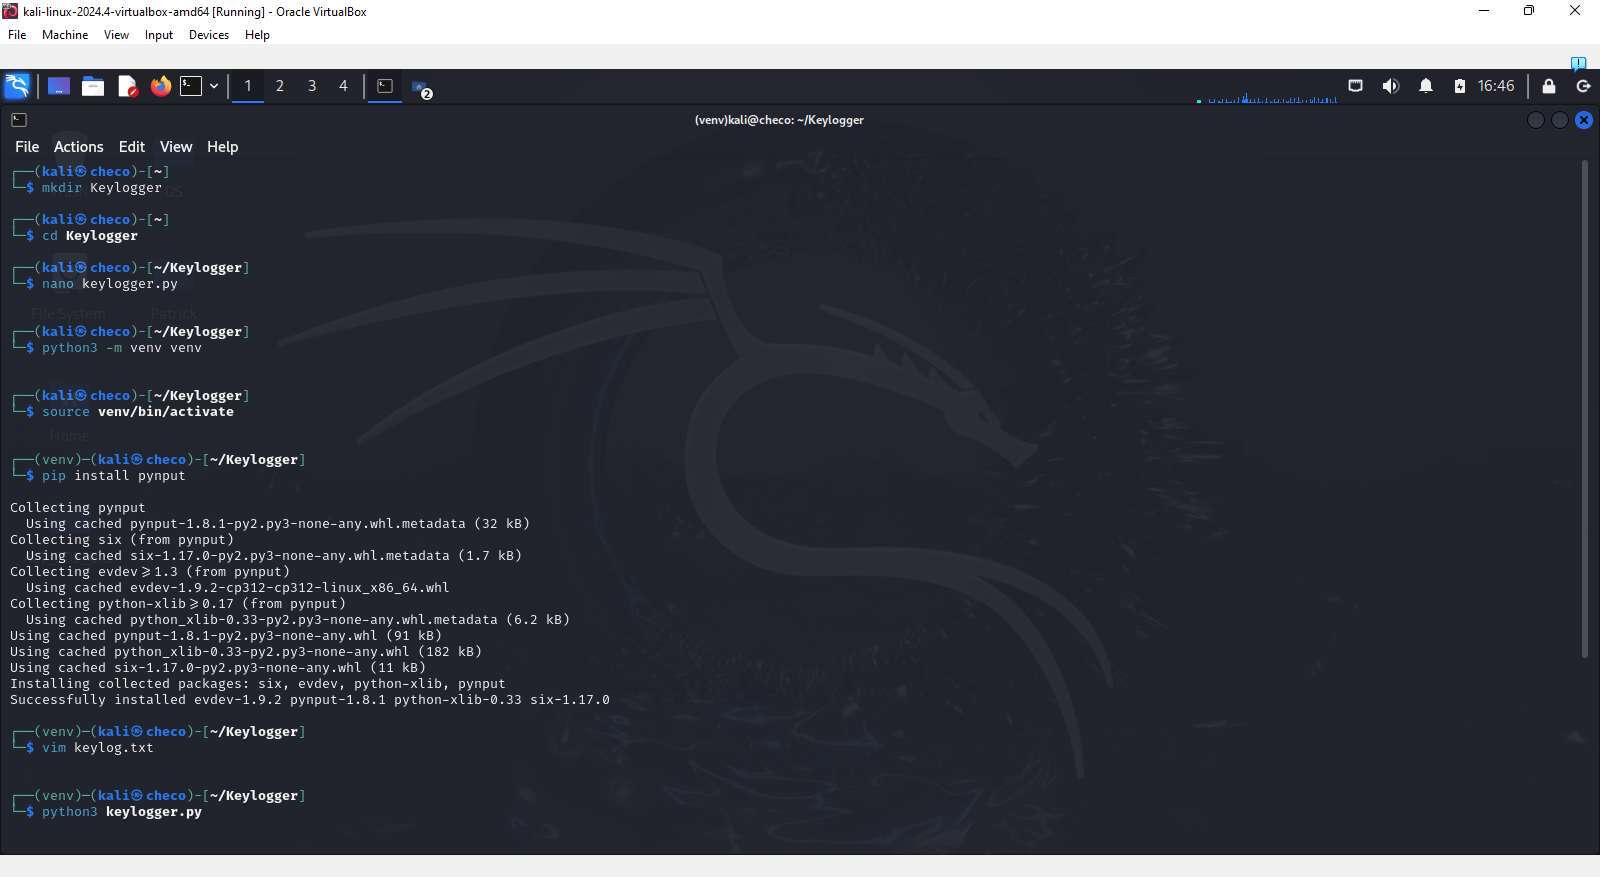 kali-linux-2024.4-virtualbox-amd64 [Running] - Oracle VirtualBox
File Machine View Input Devices Help
1 2 3 4 2 16:46
(venv)kali@checo: ~/Keylogger
File Actions Edit View Help
┌──(kali㉿checo)-[~]
└─$ mkdir Keylogger
┌──(kali㉿checo)-[~]
└─$ cd Keylogger
┌──(kali㉿checo)-[~/Keylogger]
└─$ nano keylogger.py
File System Patrick
┌──(kali㉿checo)-[~/Keylogger]
└─$ python3 -m venv venv
┌──(kali㉿checo)-[~/Keylogger]
└─$ source venv/bin/activate
Home
┌──(venv)─(kali㉿checo)-[~/Keylogger]
└─$ pip install pynput
Collecting pynput
  Using cached pynput-1.8.1-py2.py3-none-any.whl.metadata (32 kB)
Collecting six (from pynput)
  Using cached six-1.17.0-py2.py3-none-any.whl.metadata (1.7 kB)
Collecting evdev>=1.3 (from pynput)
  Using cached evdev-1.9.2-cp312-cp312-linux_x86_64.whl
Collecting python-xlib>=0.17 (from pynput)
  Using cached python_xlib-0.33-py2.py3-none-any.whl.metadata (6.2 kB)
Using cached pynput-1.8.1-py2.py3-none-any.whl (91 kB)
Using cached python_xlib-0.33-py2.py3-none-any.whl (182 kB)
Using cached six-1.17.0-py2.py3-none-any.whl (11 kB)
Installing collected packages: six, evdev, python-xlib, pynput
Successfully installed evdev-1.9.2 pynput-1.8.1 python-xlib-0.33 six-1.17.0
┌──(venv)─(kali㉿checo)-[~/Keylogger]
└─$ vim keylog.txt
┌──(venv)─(kali㉿checo)-[~/Keylogger]
└─$ python3 keylogger.py